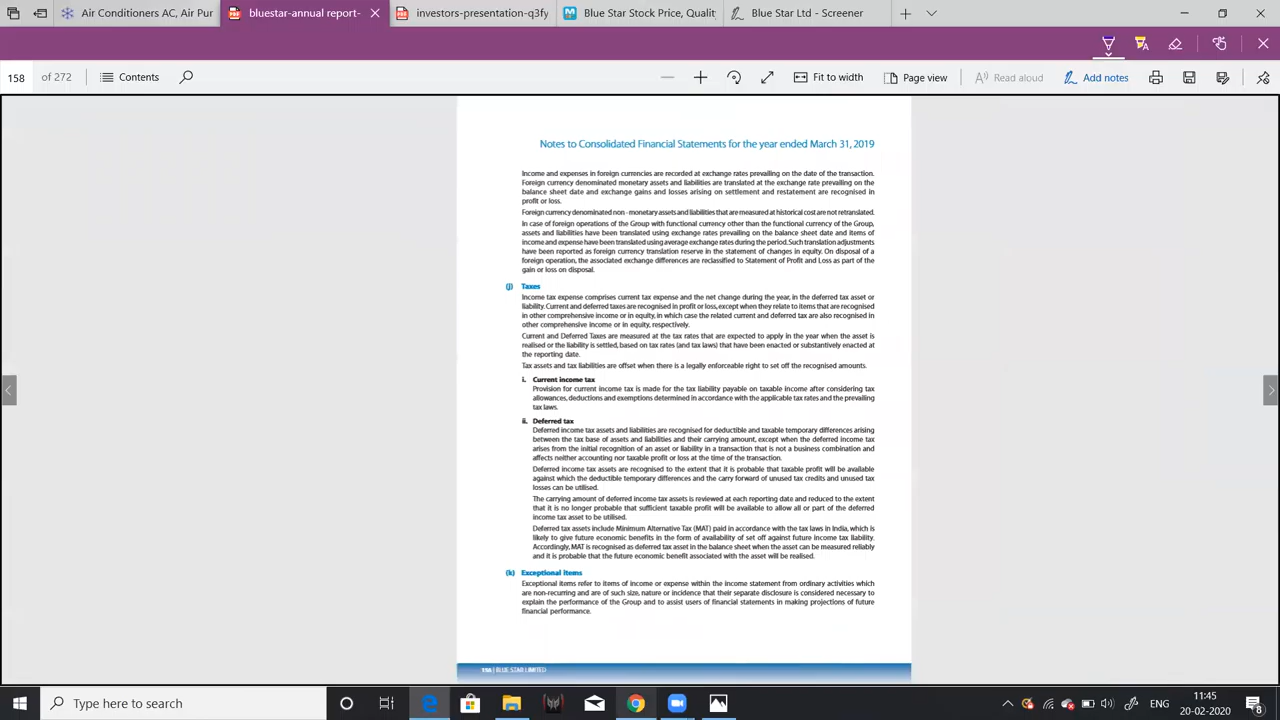 Air Conditioners AC, Air Pur
bluestar-annual report-
investors-presentation-q3fy
Blue Star Stock Price, Qualit
Blue Star Ltd - Screener
158 of 272
Contents
Fit to width
Page view
Read aloud
Add notes
Notes to Consolidated Financial Statements for the year ended March 31, 2019
Income and expenses in foreign currencies are recorded at exchange rates prevailing on the date of the transaction.
Foreign currency denominated monetary assets and liabilities are translated at the exchange rate prevailing on the
balance sheet date and exchange gains and losses arising on settlement and restatement are recognised in
profit or loss.
Foreign currency denominated non - monetary assets and liabilities that are measured at historical cost are not retranslated.
In case of foreign operations of the Group with functional currency other than the functional currency of the Group,
assets and liabilities have been translated using exchange rates prevailing on the balance sheet date and items of
income and expense have been translated using average exchange rates during the period. Such translation adjustments
have been reported as foreign currency translation reserve in the statement of changes in equity. On disposal of a
foreign operation, the associated exchange differences are reclassified to Statement of Profit and Loss as part of the
gain or loss on disposal.
(j) Taxes
Income tax expense comprises current tax expense and the net change during the year, in the deferred tax asset or
liability. Current and deferred taxes are recognised in profit or loss, except when they relate to items that are recognised
in other comprehensive income or in equity, in which case the related current and deferred tax are also recognised in
other comprehensive income or in equity, respectively.
Current and Deferred Taxes are measured at the tax rates that are expected to apply in the year when the asset is
realised or the liability is settled, based on tax rates (and tax laws) that have been enacted or substantively enacted at
the reporting date.
Tax assets and tax liabilities are offset when there is a legally enforceable right to set off the recognised amounts.
i. Current income tax
Provision for current income tax is made for the tax liability payable on taxable income after considering tax
allowances, deductions and exemptions determined in accordance with the applicable tax rates and the prevailing
tax laws.
ii. Deferred tax
Deferred income tax assets and liabilities are recognised for deductible and taxable temporary differences arising
between the tax base of assets and liabilities and their carrying amount, except when the deferred income tax
arises from the initial recognition of an asset or liability in a transaction that is not a business combination and
affects neither accounting nor taxable profit or loss at the time of the transaction.
Deferred income tax assets are recognised to the extent that it is probable that taxable profit will be available
against which the deductible temporary differences and the carry forward of unused tax credits and unused tax
losses can be utilised.
The carrying amount of deferred income tax assets is reviewed at each reporting date and reduced to the extent
that it is no longer probable that sufficient taxable profit will be available to allow all or part of the deferred
income tax asset to be utilised.
Deferred tax assets include Minimum Alternative Tax (MAT) paid in accordance with the tax laws in India, which is
likely to give future economic benefits in the form of availability of set off against future income tax liability.
Accordingly, MAT is recognised as deferred tax asset in the balance sheet when the asset can be measured reliably
and it is probable that the future economic benefit associated with the asset will be realised.
(k) Exceptional Items
Exceptional items refer to items of income or expense within the income statement from ordinary activities which
are non-recurring and are of such size, nature or incidence that their separate disclosure is considered necessary to
explain the performance of the Group and to assist users of financial statements in making projections of future
financial performance.
156 | BLUE STAR LIMITED
Type here to search
ENG
11:45
20-02-2020
8